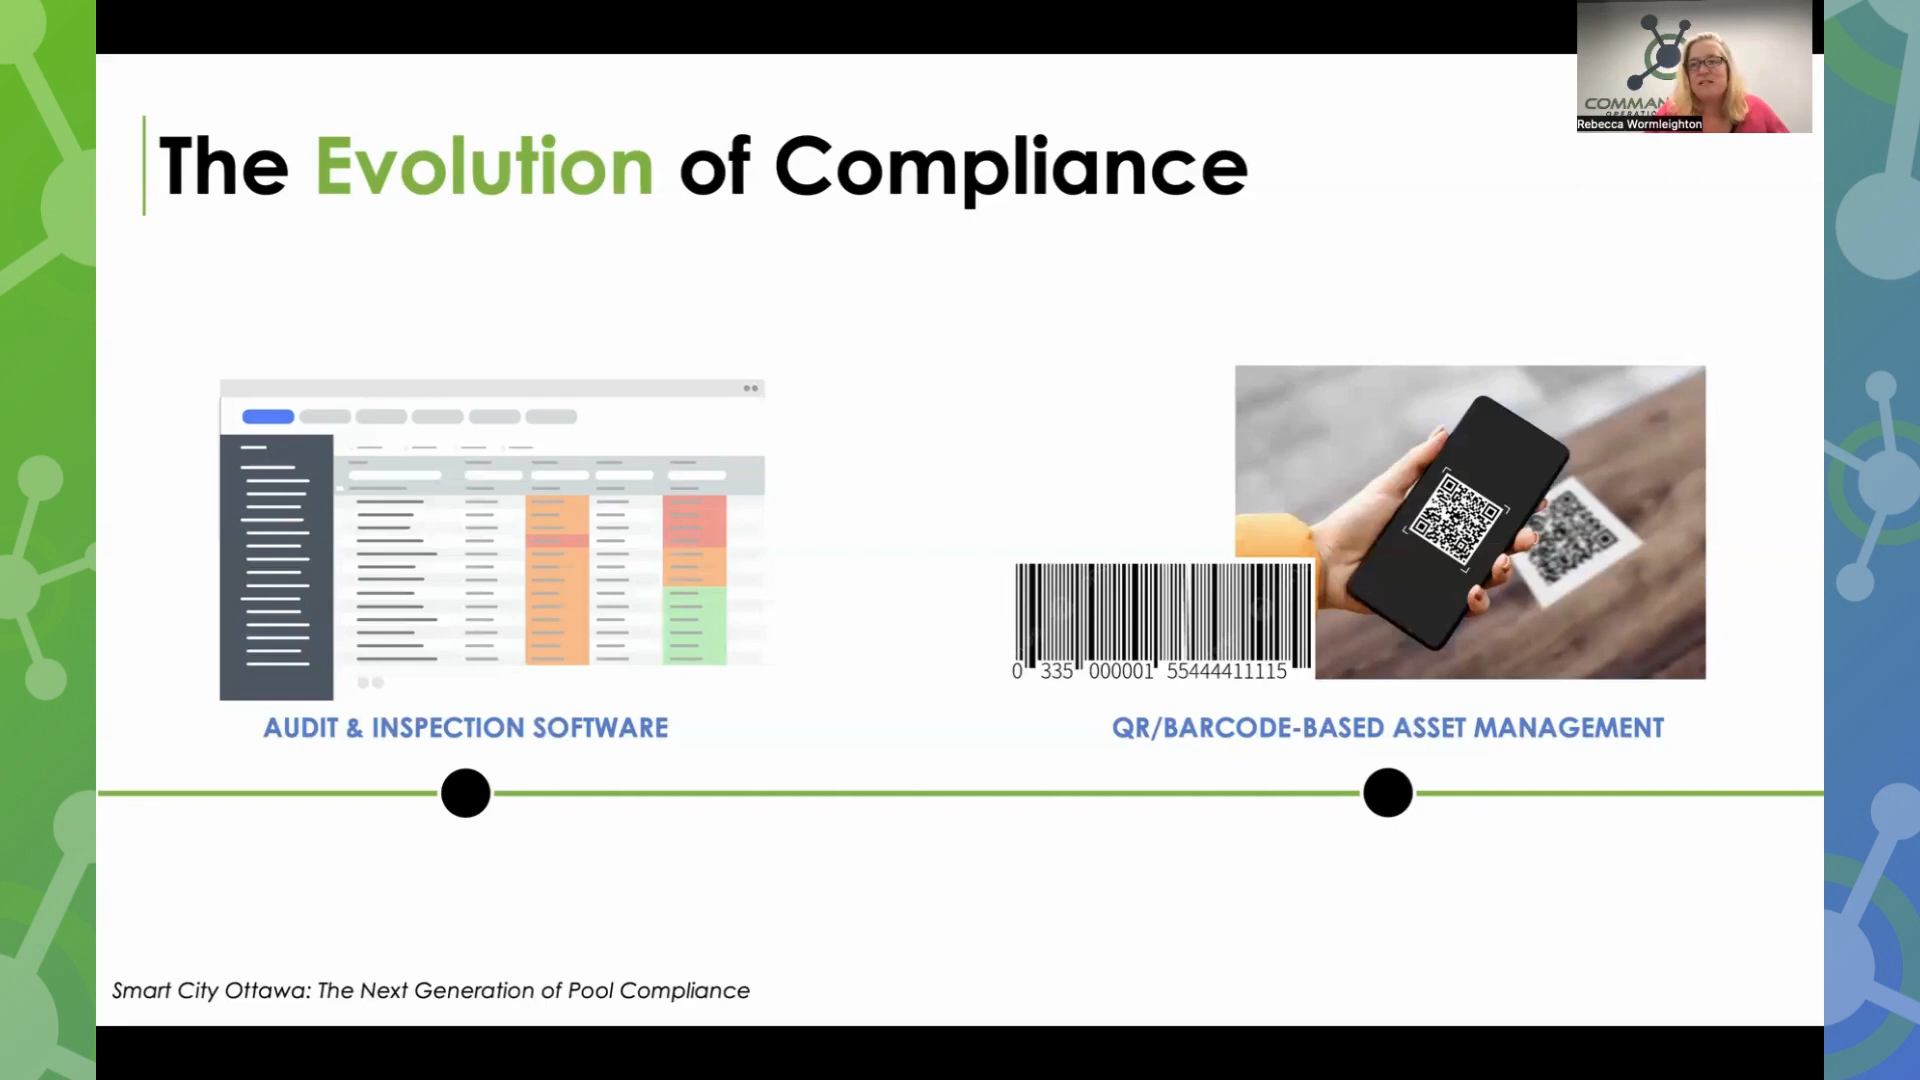 COMMAN
Rebecca Wormleighton
The Evolution of Compliance
0 335 000001 55444411115
AUDIT & INSPECTION SOFTWARE
QR/BARCODE-BASED ASSET MANAGEMENT
Smart City Ottawa: The Next Generation of Pool Compliance